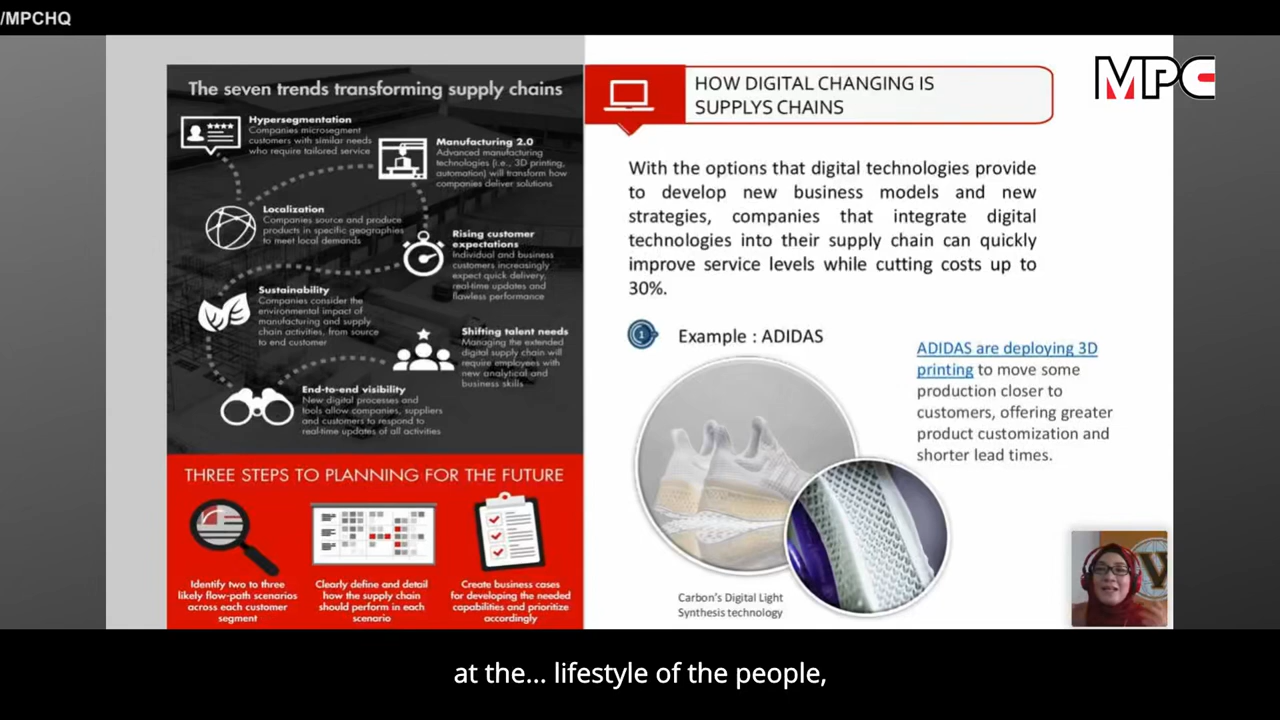 /MPCHQ
MPC
The seven trends transforming supply chains
Hypersegmentation
Companies microsegment
customers with similar needs
who require tailored service
Manufacturing 2.0
Advanced manufacturing
technologies (i.e., 3D printing,
automation) will transform how
companies deliver solutions
Localization
Companies source and produce
products in specific geographies
to meet local demands
Rising customer
expectations
Individual and business
customers increasingly
expect quick delivery,
real-time updates and
flawless performance
Sustainability
Companies consider the
environmental impact of
manufacturing and supply
chain activities, from source
to end customer
Shifting talent needs
Managing the extended
digital supply chain will
require employees with
new analytical and
business skills
End-to-end visibility
New digital processes and
tools allow companies, suppliers
and customers to respond to
real-time updates of all activities
THREE STEPS TO PLANNING FOR THE FUTURE
Identify two to three
likely flow-path scenarios
across each customer
segment
Clearly define and detail
how the supply chain
should perform in each
scenario
Create business cases
for developing the needed
capabilities and prioritize
accordingly
HOW DIGITAL CHANGING IS
SUPPLYS CHAINS
With the options that digital technologies provide
to develop new business models and new
strategies, companies that integrate digital
technologies into their supply chain can quickly
improve service levels while cutting costs up to
30%.
1
Example : ADIDAS
ADIDAS are deploying 3D
printing to move some
production closer to
customers, offering greater
product customization and
shorter lead times.
Carbon's Digital Light
Synthesis technology
at the... lifestyle of the people,